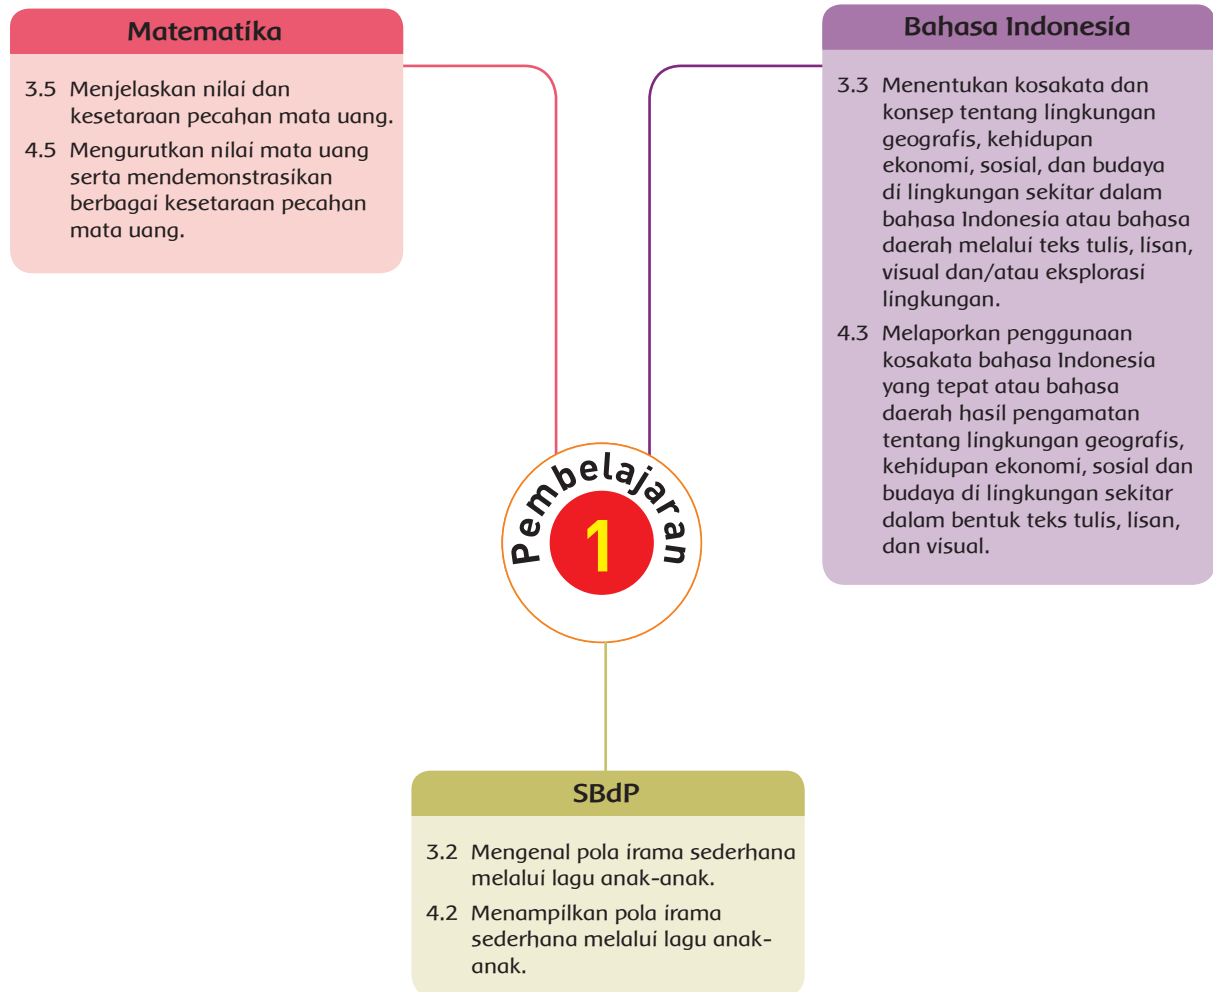 Matematika
3.5 Menjelaskan nilai dan
kesetaraan pecahan mata uang.
4.5 Mengurutkan nilai mata uang
serta mendemonstrasikan
berbagai kesetaraan pecahan
mata uang.
Bahasa Indonesia
3.3 Menentukan kosakata dan
konsep tentang lingkungan
geografis, kehidupan
ekonomi, sosial, dan budaya
di lingkungan sekitar dalam
bahasa Indonesia atau bahasa
daerah melalui teks tulis, lisan,
visual dan/atau eksplorasi
lingkungan.
4.3 Melaporkan penggunaan
kosakata bahasa Indonesia
yang tepat atau bahasa
daerah hasil pengamatan
tentang lingkungan geografis,
kehidupan ekonomi, sosial dan
budaya di lingkungan sekitar
dalam bentuk teks tulis, lisan,
dan visual.
Pembelajaran
1
SBdP
3.2 Mengenal pola irama sederhana
melalui lagu anak-anak.
4.2 Menampilkan pola irama
sederhana melalui lagu anak-
anak.